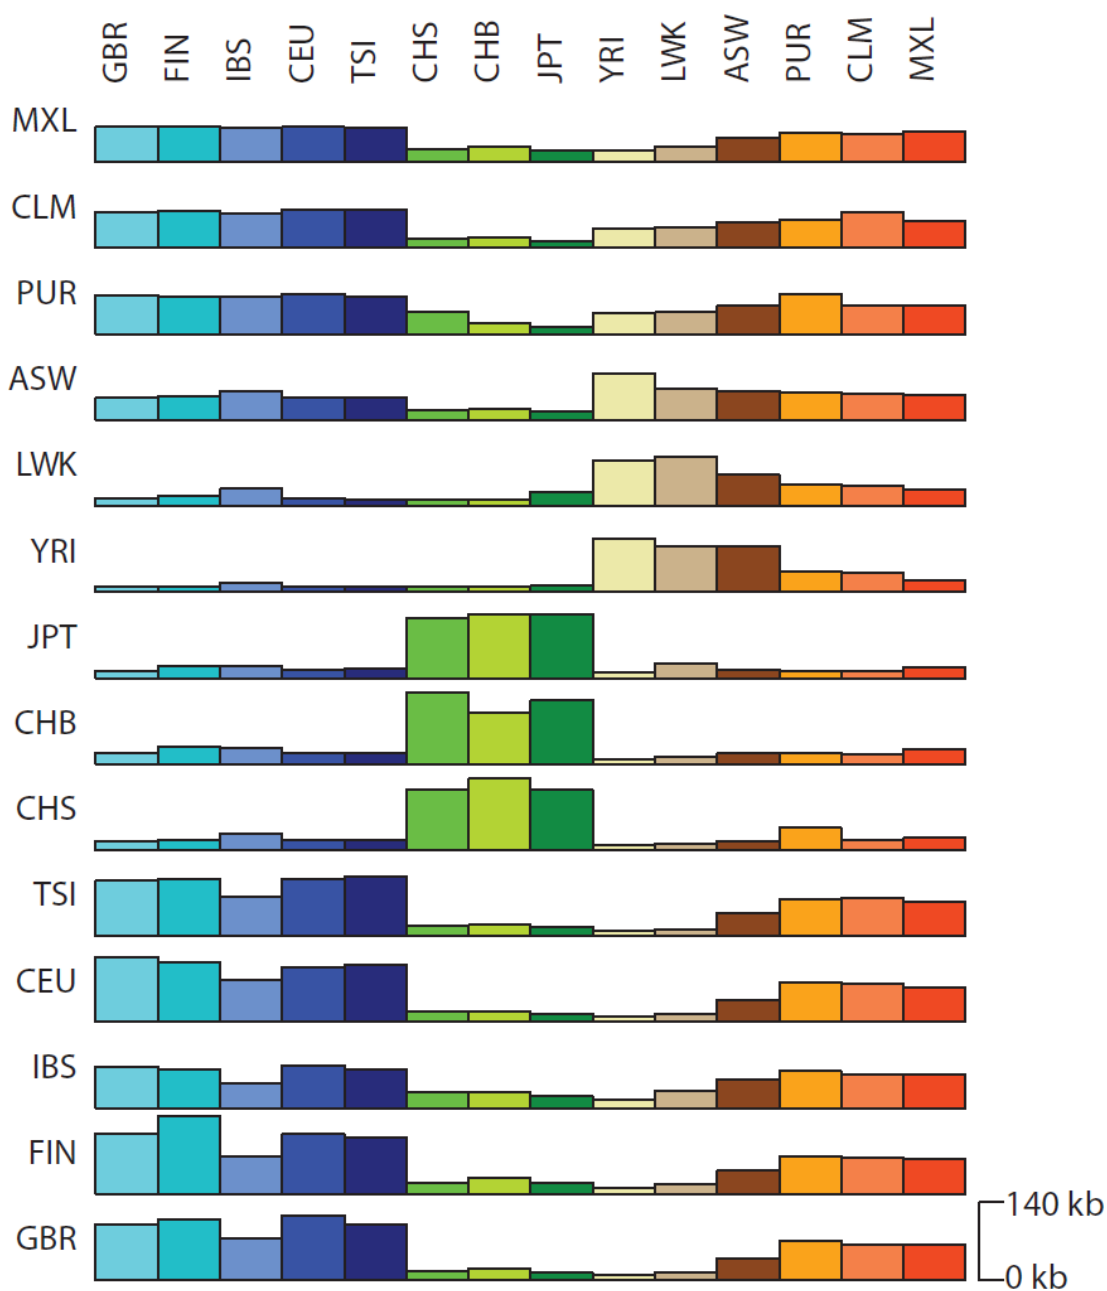 GBR FIN IBS CEU TSI CHS CHB JPT YRI LWK ASW PUR CLM MXL
MXL
CLM
PUR
ASW
LWK
YRI
JPT
CHB
CHS
TSI
CEU
IBS
FIN
140 kb
GBR
0 kb